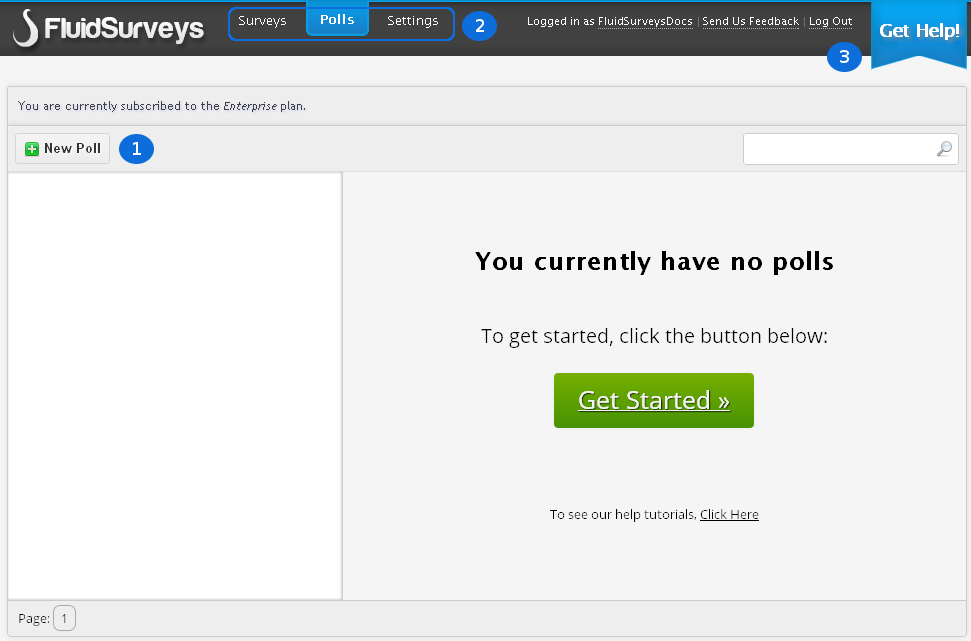 FluidSurveys Surveys Polls Settings 2 Logged in as FluidSurveysDocs | Send Us Feedback | Log Out Get Help!
3
You are currently subscribed to the Enterprise plan.
New Poll 1
You currently have no polls
To get started, click the button below:
Get Started »
To see our help tutorials, Click Here
Page: 1